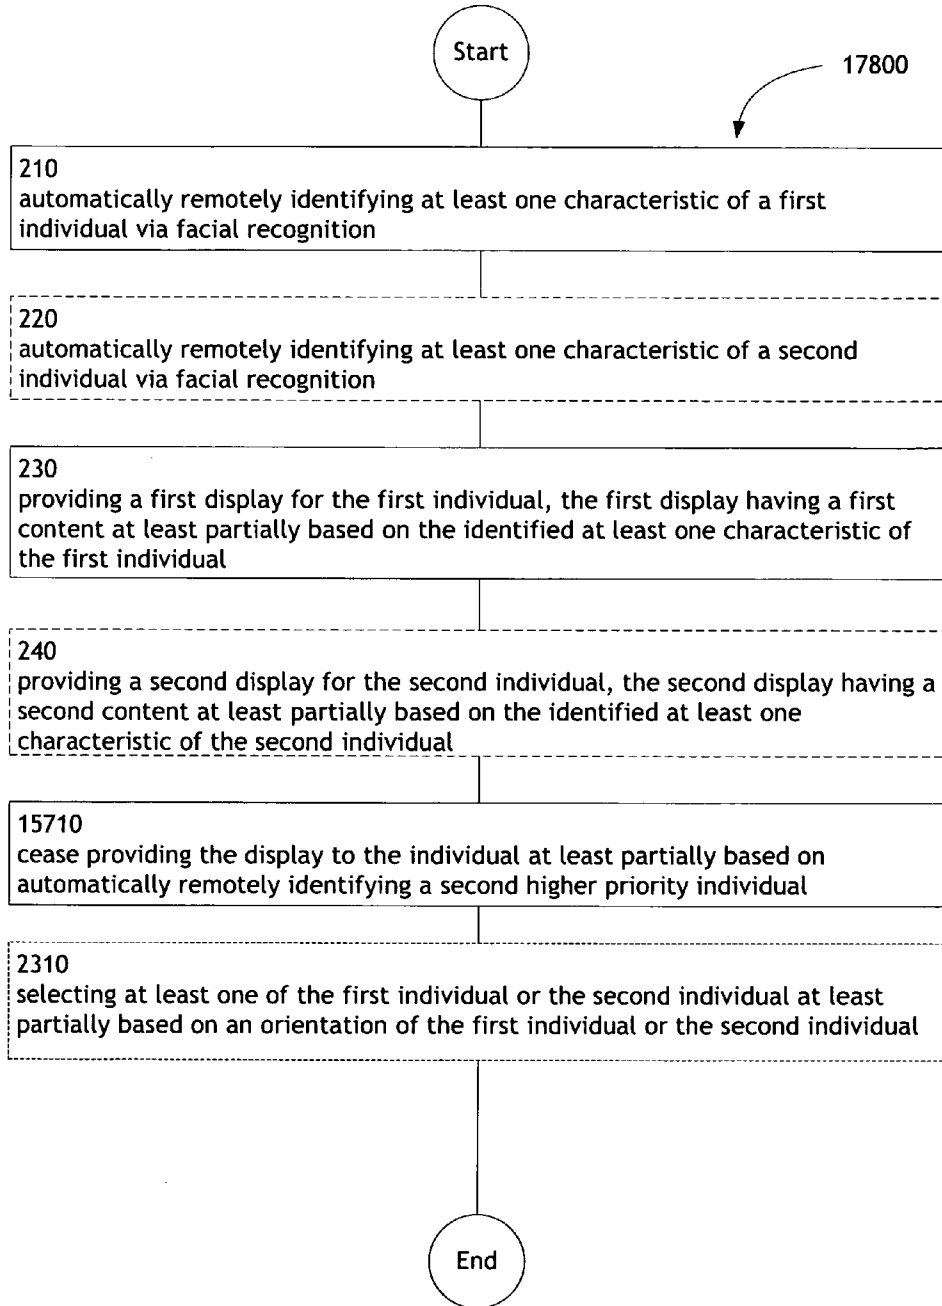 Start
17800
210
automatically remotely identifying at least one characteristic of a first
individual via facial recognition
220
automatically remotely identifying at least one characteristic of a second
individual via facial recognition
230
providing a first display for the first individual, the first display having a first
content at least partially based on the identified at least one characteristic of
the first individual
240
providing a second display for the second individual, the second display having a
second content at least partially based on the identified at least one
characteristic of the second individual
15710
cease providing the display to the individual at least partially based on
automatically remotely identifying a second higher priority individual
2310
selecting at least one of the first individual or the second individual at least
partially based on an orientation of the first individual or the second individual
End